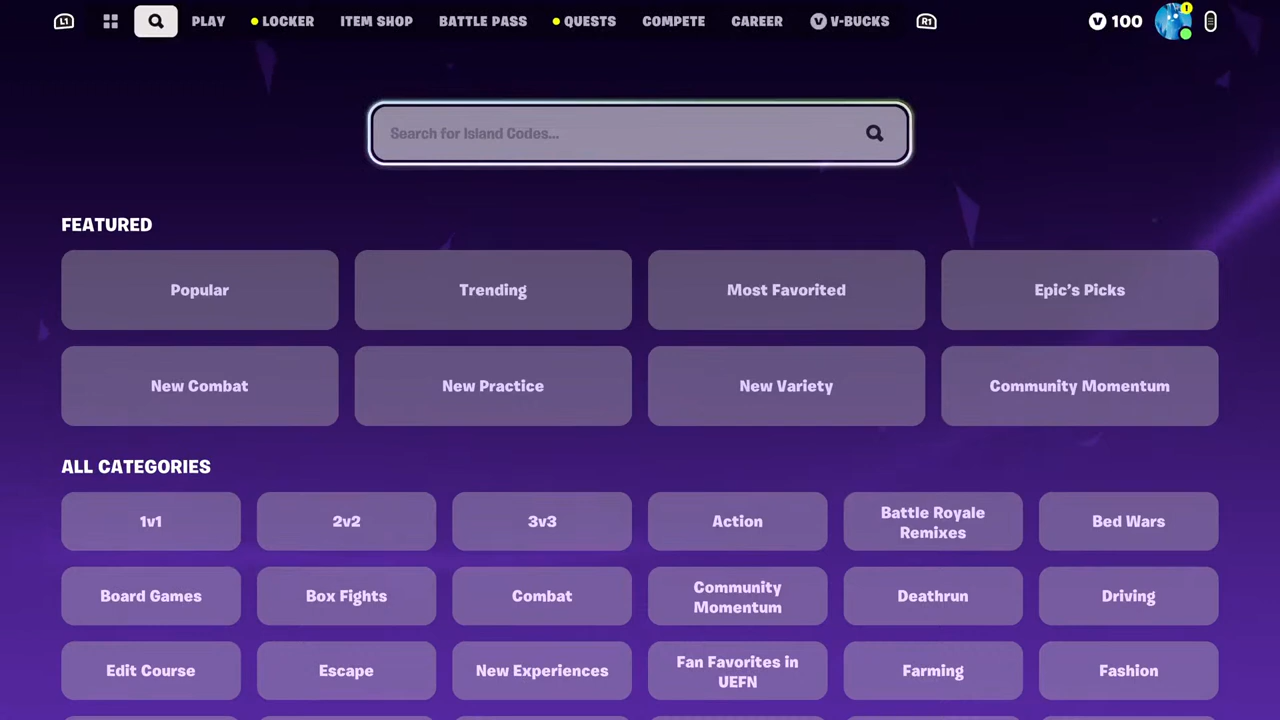 L1 PLAY LOCKER ITEM SHOP BATTLE PASS QUESTS COMPETE CAREER V V-BUCKS R1 V 100 !
Search for Island Codes...
FEATURED
Popular Trending Most Favorited Epic's Picks
New Combat New Practice New Variety Community Momentum
ALL CATEGORIES
1v1 2v2 3v3 Action Battle Royale Remixes Bed Wars
Board Games Box Fights Combat Community Momentum Deathrun Driving
Edit Course Escape New Experiences Fan Favorites in UEFN Farming Fashion